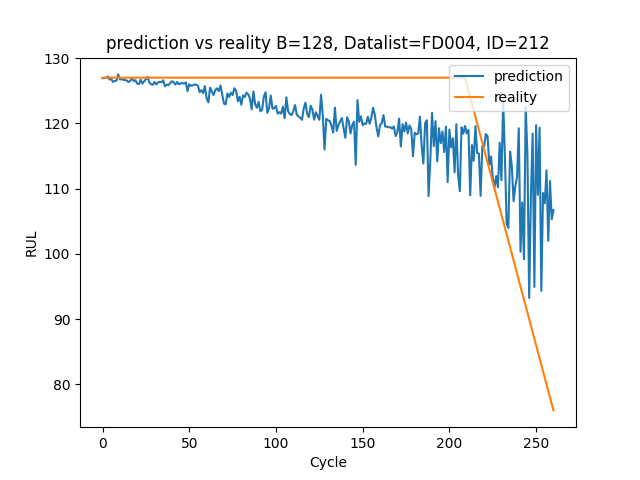 prediction vs reality B=128, Datalist=FD004, ID=212
prediction
reality
RUL
130
125
120
110
100
90
80
0
50
100
150
200
250
Cycle